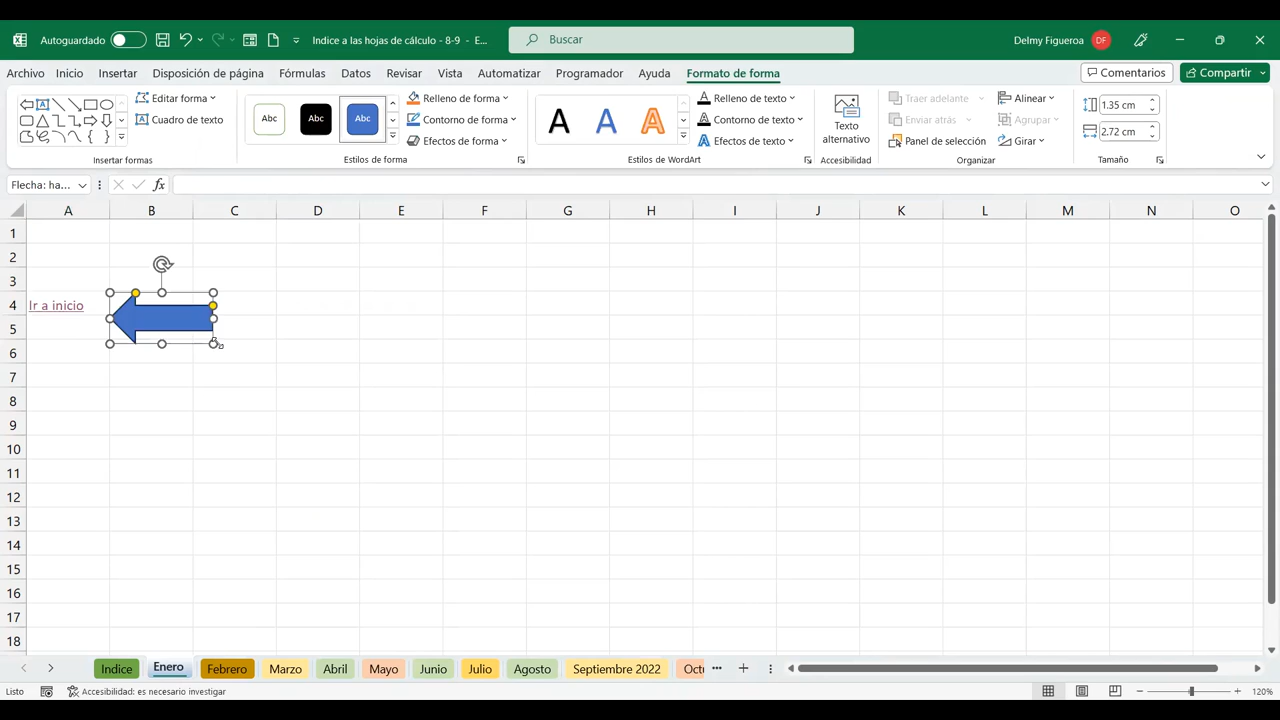 Autoguardado
Indice a las hojas de cálculo - 8-9 - E...
Buscar
Delmy Figueroa
DF
Archivo Inicio Insertar Disposición de página Fórmulas Datos Revisar Vista Automatizar Programador Ayuda Formato de forma
Comentarios
Compartir
Editar forma
Cuadro de texto
Insertar formas
Abc Abc Abc
Relleno de forma
Contorno de forma
Efectos de forma
Estilos de forma
A A A
Relleno de texto
Contorno de texto
Efectos de texto
Estilos de WordArt
Texto
alternativo
Accesibilidad
Traer adelante
Enviar atrás
Panel de selección
Alinear
Agrupar
Girar
Organizar
1.35 cm
2.72 cm
Tamaño
Flecha: ha...
fx
A B C D E F G H I J K L M N O
1
2
3
4 Ir a inicio
5
6
7
8
9
10
11
12
13
14
15
16
17
18
Indice Enero Febrero Marzo Abril Mayo Junio Julio Agosto Septiembre 2022 Octu ...
Listo
Accesibilidad: es necesario investigar
120%